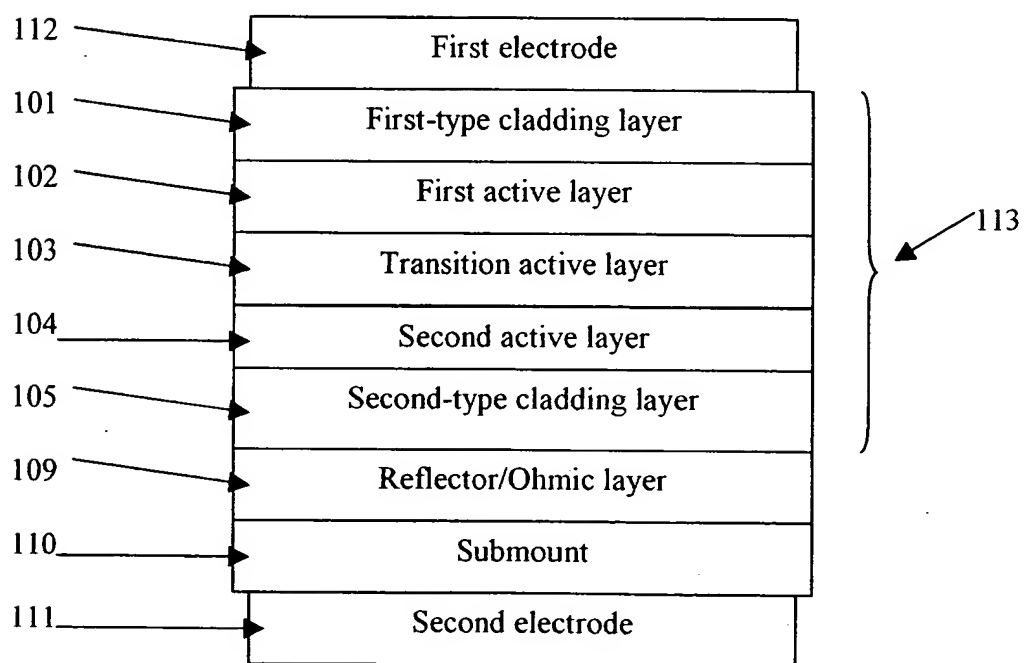 112
First electrode
101
First-type cladding layer
102
First active layer
113
103
Transition active layer
104
Second active layer
105
Second-type cladding layer
109
Reflector/Ohmic layer
110
Submount
111
Second electrode